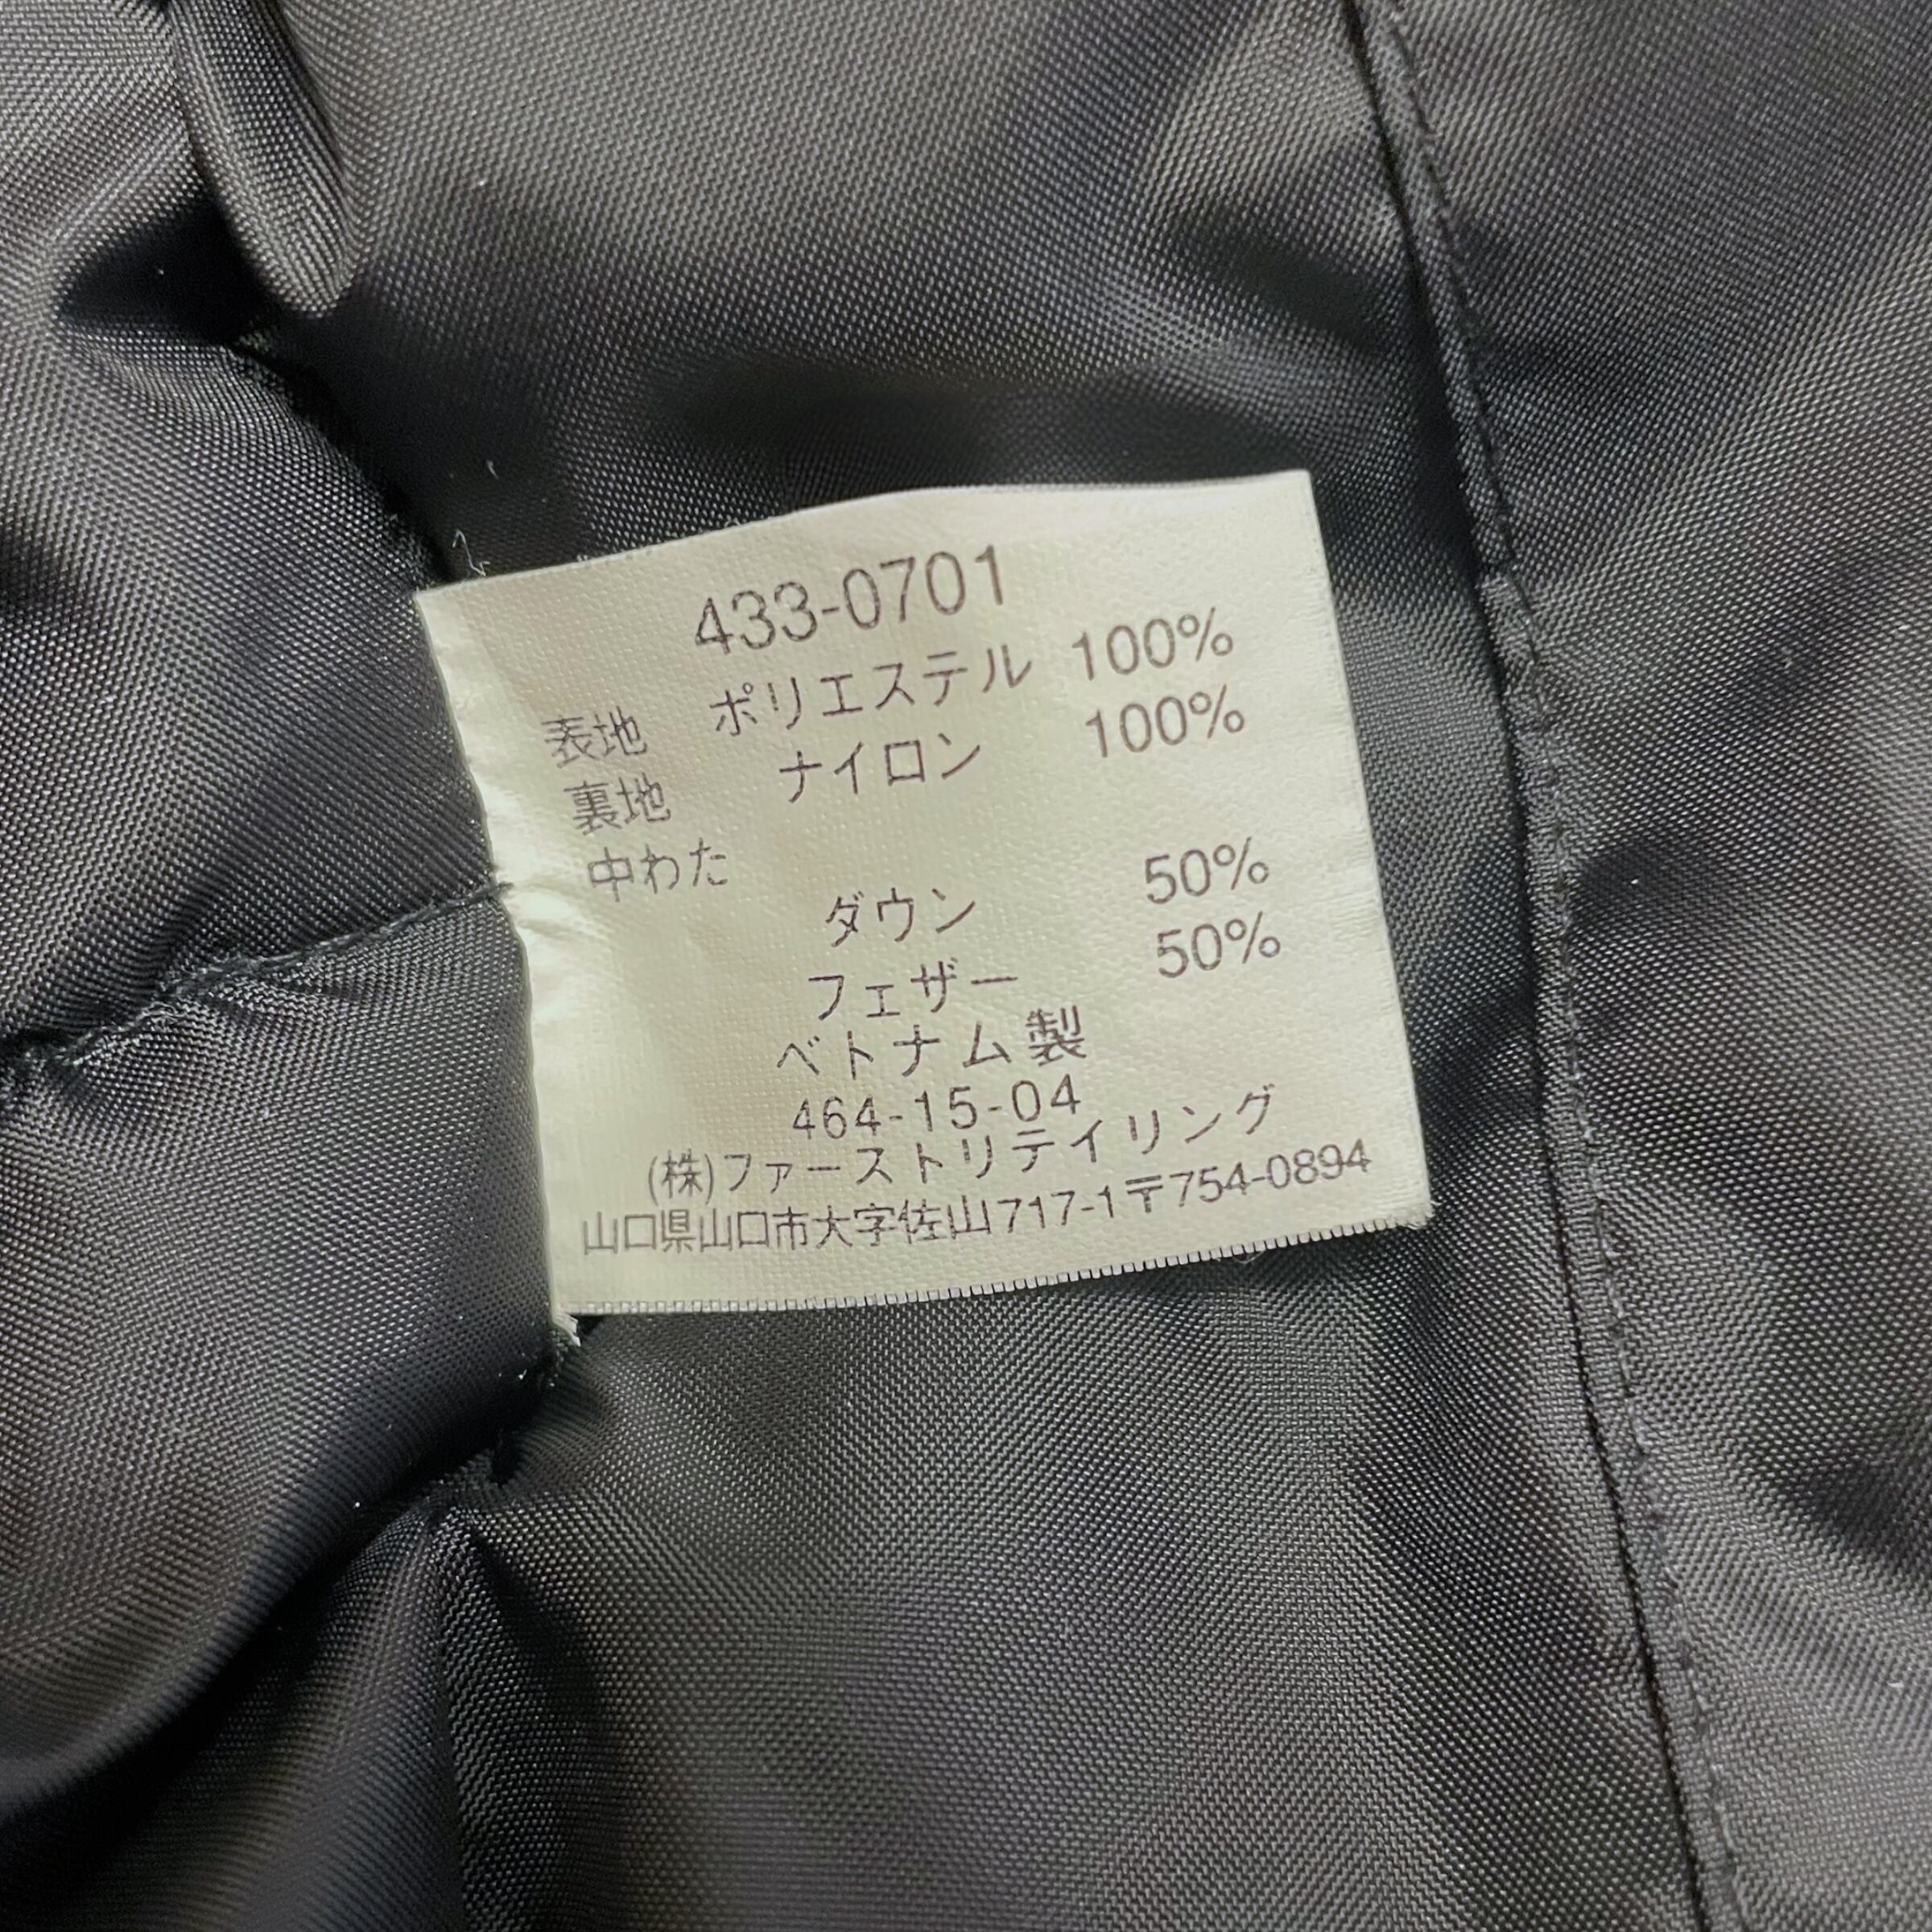 433-0701
表地 ポリエステル 100%
裏地 ナイロン 100%
中わた
ダウン 50%
フェザー 50%
ベトナム製
464-15-04
(株)ファーストリテイリング
山口県山口市大字佐山717-1〒754-0894